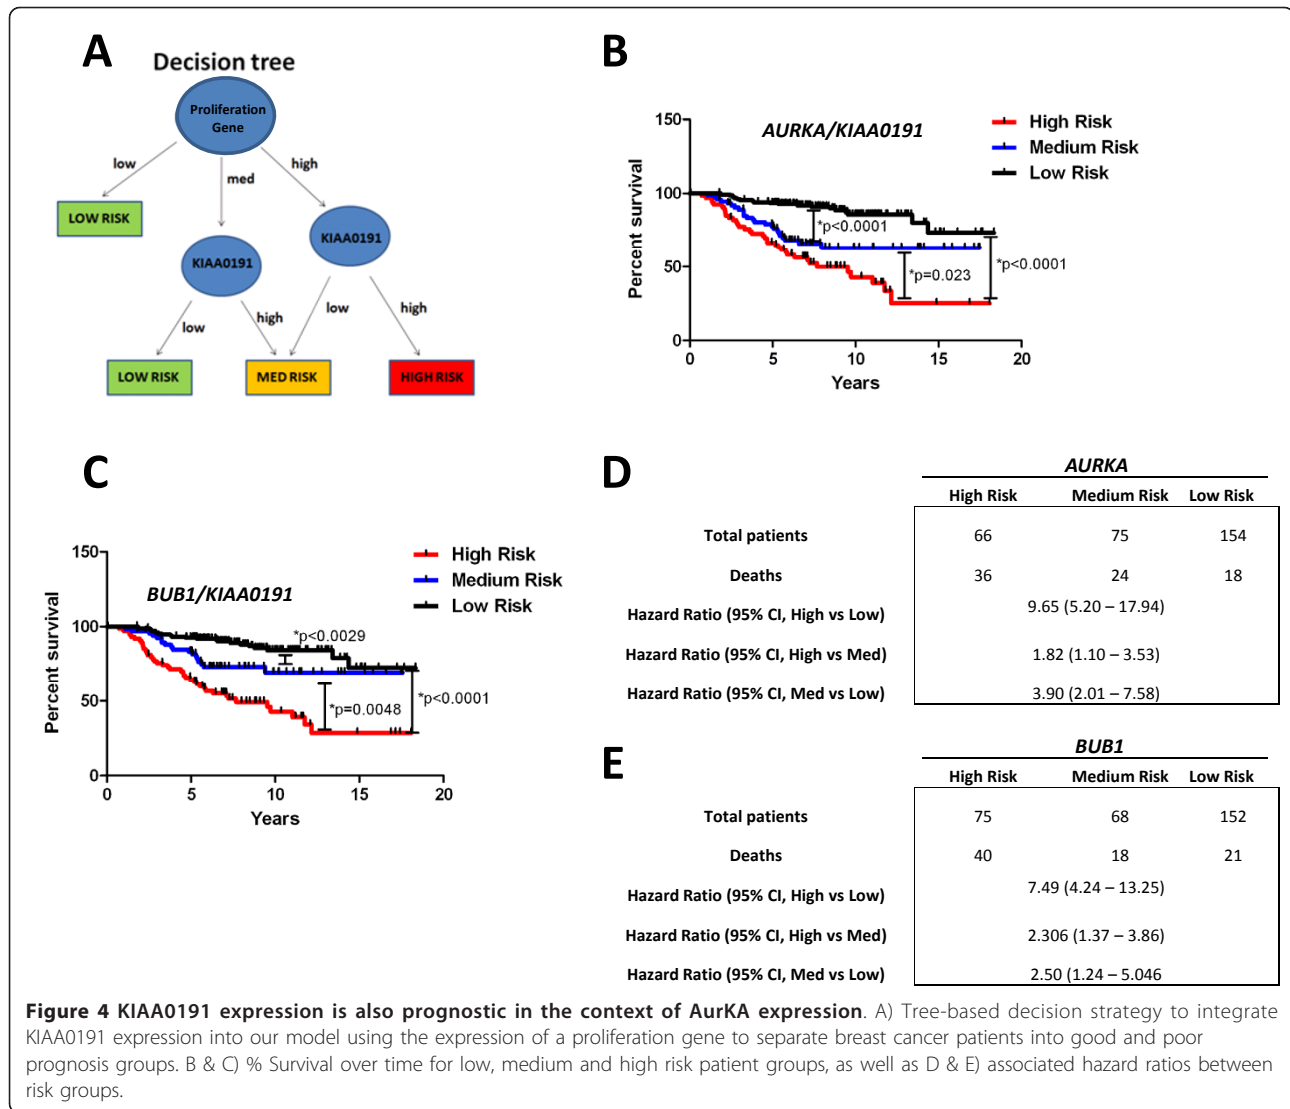 A
Decision tree
Proliferation
Gene
low
med
high
LOW RISK
KIAA0191
KIAA0191
low
high
low
high
LOW RISK
MED RISK
HIGH RISK
B
AURKA/KIAA0191
High Risk
Medium Risk
Low Risk
Percent survival
150
100
50
0
*p<0.0001
*p=0.023
*p<0.0001
0 5 10 15 20
Years
C
BUB1/KIAA0191
High Risk
Medium Risk
Low Risk
Percent survival
150
100
50
0
*p<0.0029
*p=0.0048
*p<0.0001
0 5 10 15 20
Years
D
AURKA
High Risk Medium Risk Low Risk
Total patients 66 75 154
Deaths 36 24 18
Hazard Ratio (95% CI, High vs Low) 9.65 (5.20 – 17.94)
Hazard Ratio (95% CI, High vs Med) 1.82 (1.10 – 3.53)
Hazard Ratio (95% CI, Med vs Low) 3.90 (2.01 – 7.58)
E
BUB1
High Risk Medium Risk Low Risk
Total patients 75 68 152
Deaths 40 18 21
Hazard Ratio (95% CI, High vs Low) 7.49 (4.24 – 13.25)
Hazard Ratio (95% CI, High vs Med) 2.306 (1.37 – 3.86)
Hazard Ratio (95% CI, Med vs Low) 2.50 (1.24 – 5.046
Figure 4 KIAA0191 expression is also prognostic in the context of AurKA expression. A) Tree-based decision strategy to integrate
KIAA0191 expression into our model using the expression of a proliferation gene to separate breast cancer patients into good and poor
prognosis groups. B & C) % Survival over time for low, medium and high risk patient groups, as well as D & E) associated hazard ratios between
risk groups.